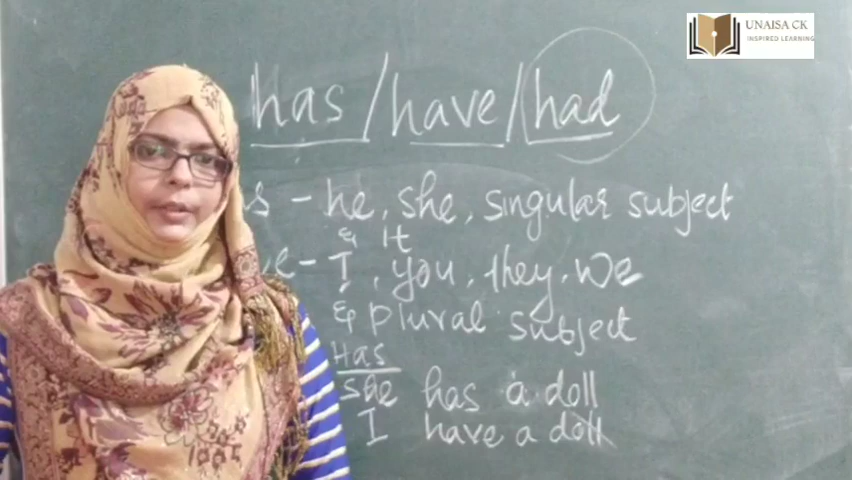 UNAISA CK
INSPIRED LEARNING
has / have / had
- he, she, singular subject
& it
- I, you, they, we
& plural subject
Has
she has a doll
I have a doll